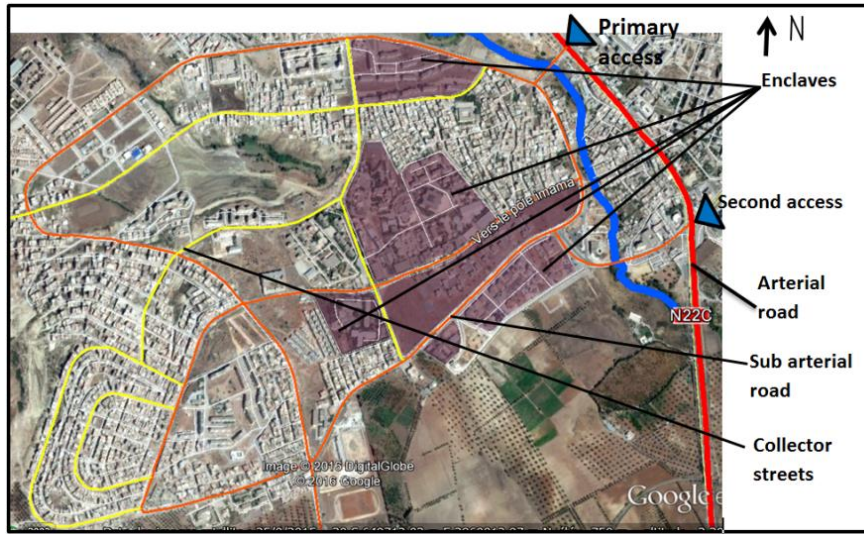 Primary
access
N
Enclaves
Second access
Vers le pôle imama
Arterial
road
N22C
Sub arterial
road
Collector
streets
Image © 2016 DigitalGlobe
© 2016 Google
Google e